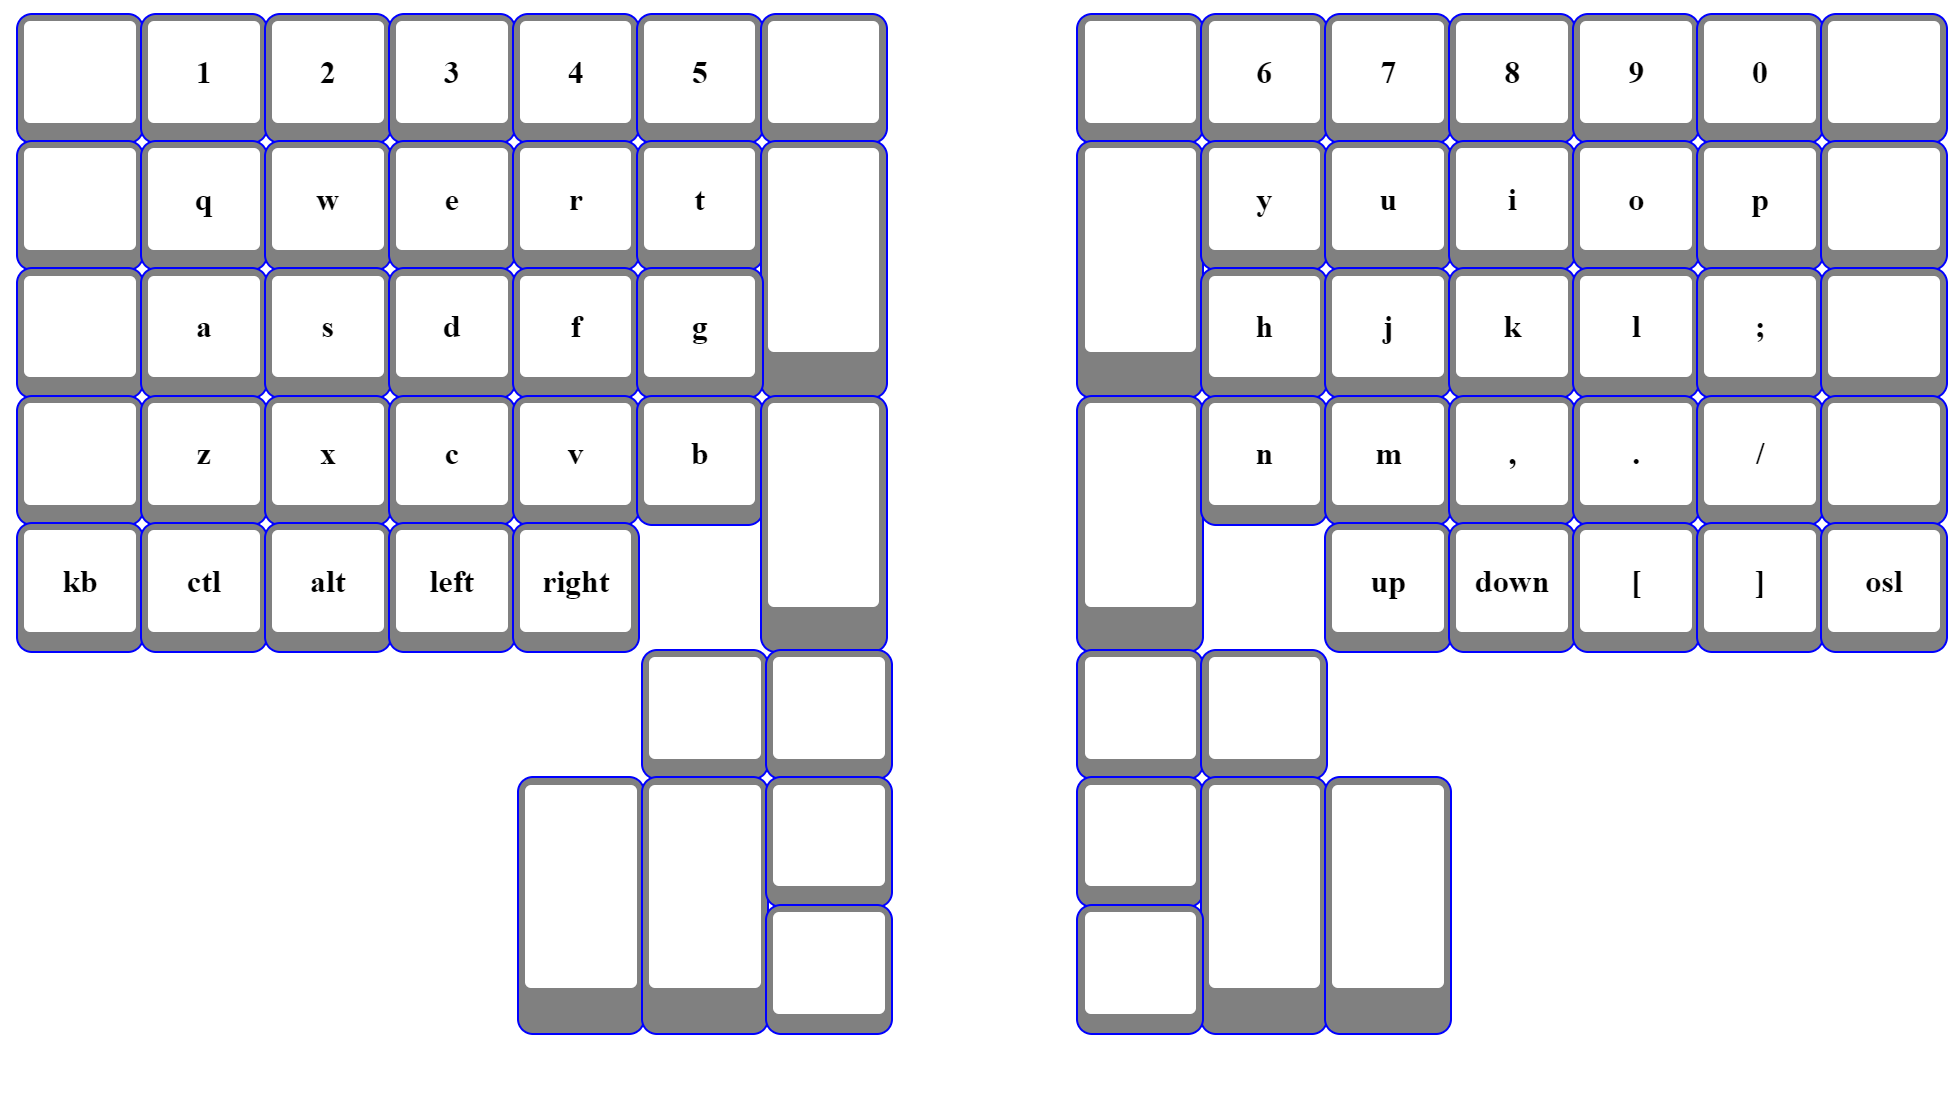 1 2 3 4 5 6 7 8 9 0
q w e r t y u i o p
a s d f g h j k l ;
z x c v b n m , . /
kb ctl alt left right up down [ ] osl